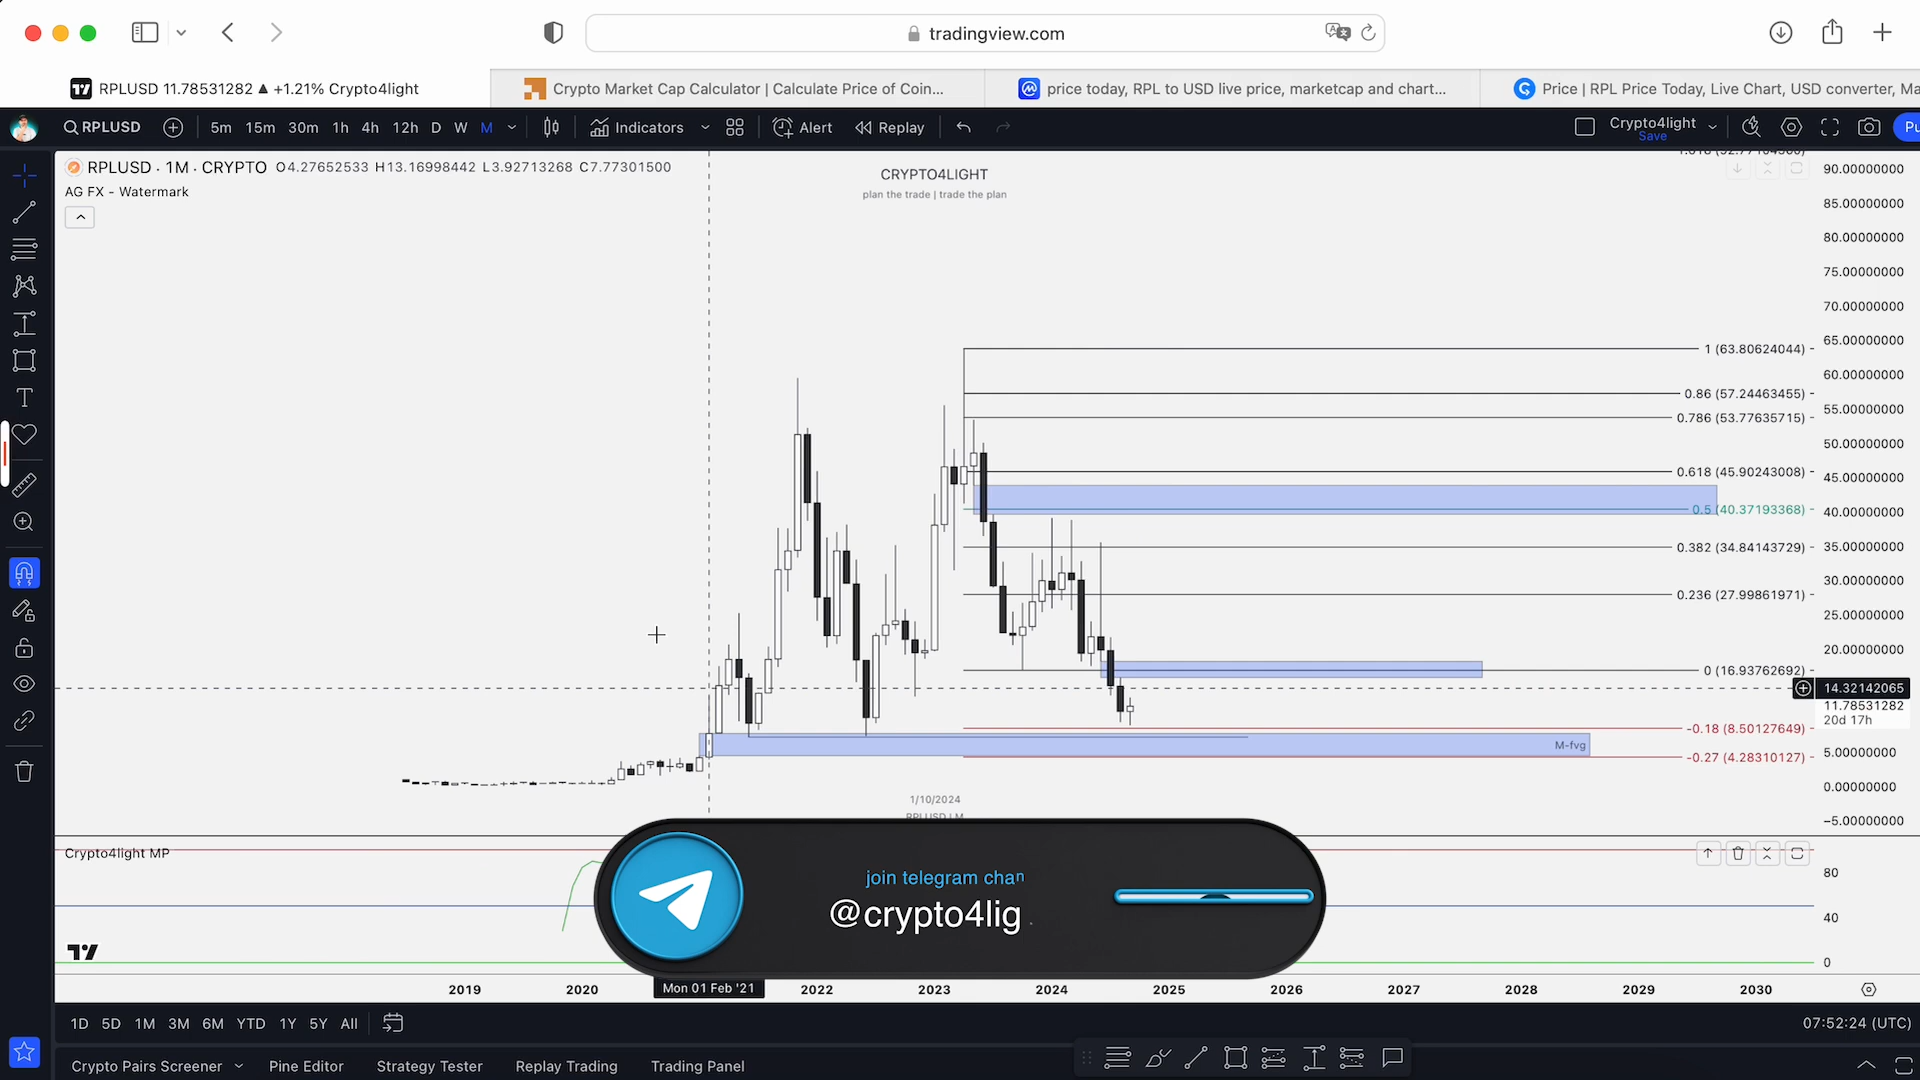 tradingview.com
RPLUSD 11.78531282 ▲ +1.21% Crypto4light
Crypto Market Cap Calculator | Calculate Price of Coin...
price today, RPL to USD live price, marketcap and chart...
Price | RPL Price Today, Live Chart, USD converter, Ma
RPLUSD
5m 15m 30m 1h 4h 12h D W M
Indicators
Alert
Replay
Crypto4light
Save
Pu
RPLUSD · 1M · CRYPTO O4.27652533 H13.16998442 L3.92713268 C7.77301500
AG FX - Watermark
CRYPTO4LIGHT
plan the trade | trade the plan
90.00000000
85.00000000
80.00000000
75.00000000
70.00000000
65.00000000
1 (63.80624044)
60.00000000
0.86 (57.24463455)
55.00000000
0.786 (53.77635715)
50.00000000
0.618 (45.90243008)
45.00000000
0.5 (40.37193368)
40.00000000
0.382 (34.84143729)
35.00000000
30.00000000
0.236 (27.99861971)
25.00000000
20.00000000
0 (16.93762692)
14.32142065
11.78531282
20d 17h
-0.18 (8.50127649)
M-fvg
5.00000000
-0.27 (4.28310127)
0.00000000
1/10/2024
RPLUSD | M
−5.00000000
Crypto4light MP
80
40
0
join telegram chan
@crypto4lig
2019 2020 Mon 01 Feb '21 2022 2023 2024 2025 2026 2027 2028 2029 2030
1D 5D 1M 3M 6M YTD 1Y 5Y All
07:52:24 (UTC)
Crypto Pairs Screener Pine Editor Strategy Tester Replay Trading Trading Panel